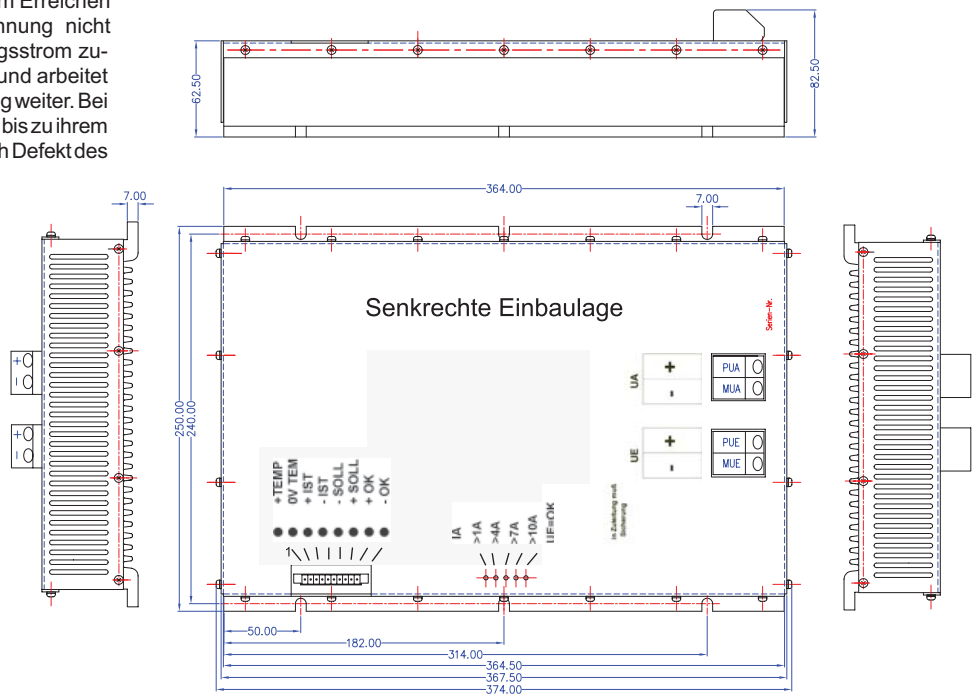 m Erreichen
nnung nicht
gsstrom zu-
und arbeitet
g weiter. Bei
bis zu ihrem
h Defekt des
62.50
82.50
7.00
364.00
7.00
Senkrechte Einbaulage
Serien-Nr.
250.00
240.00
+
-
+
-
UA
+
-
PUA
MUA
UE
+
-
PUE
MUE
+TEMP
0V TEM
+ IST
- IST
- SOLL
+ SOLL
+ OK
- OK
1
IA
>1A
>4A
>7A
>10A
UE=OK
in Zuleitung muß
Sicherung
50.00
182.00
314.00
364.50
367.50
374.00